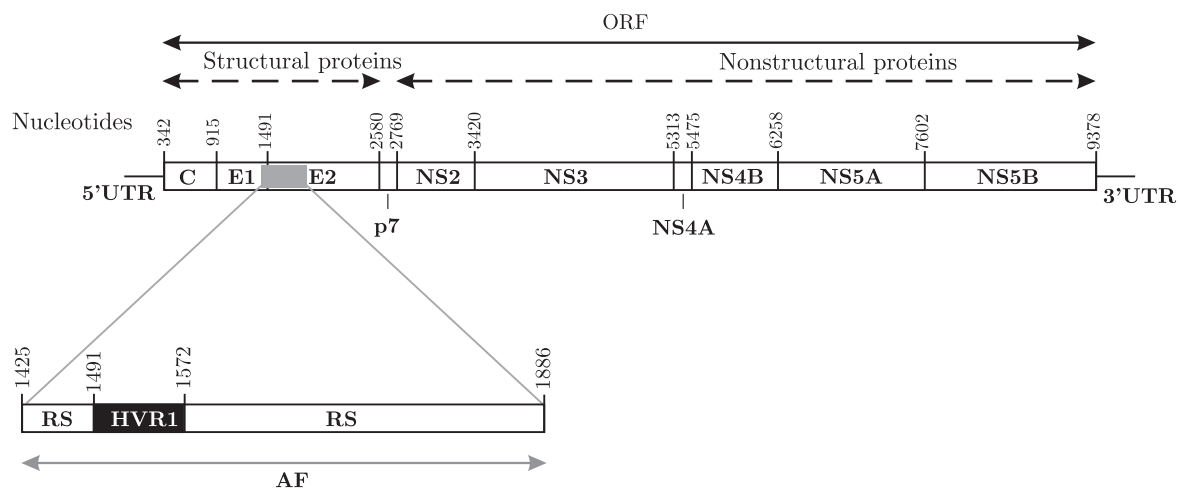 ORF
Structural proteins Nonstructural proteins
Nucleotides 342 915 1491 2580 2769 3420 5313 5475 6258 7602 9378
5'UTR C E1 E2 NS2 NS3 NS4B NS5A NS5B 3'UTR
p7 NS4A
1425 1491 1572 1886
RS HVR1 RS
AF